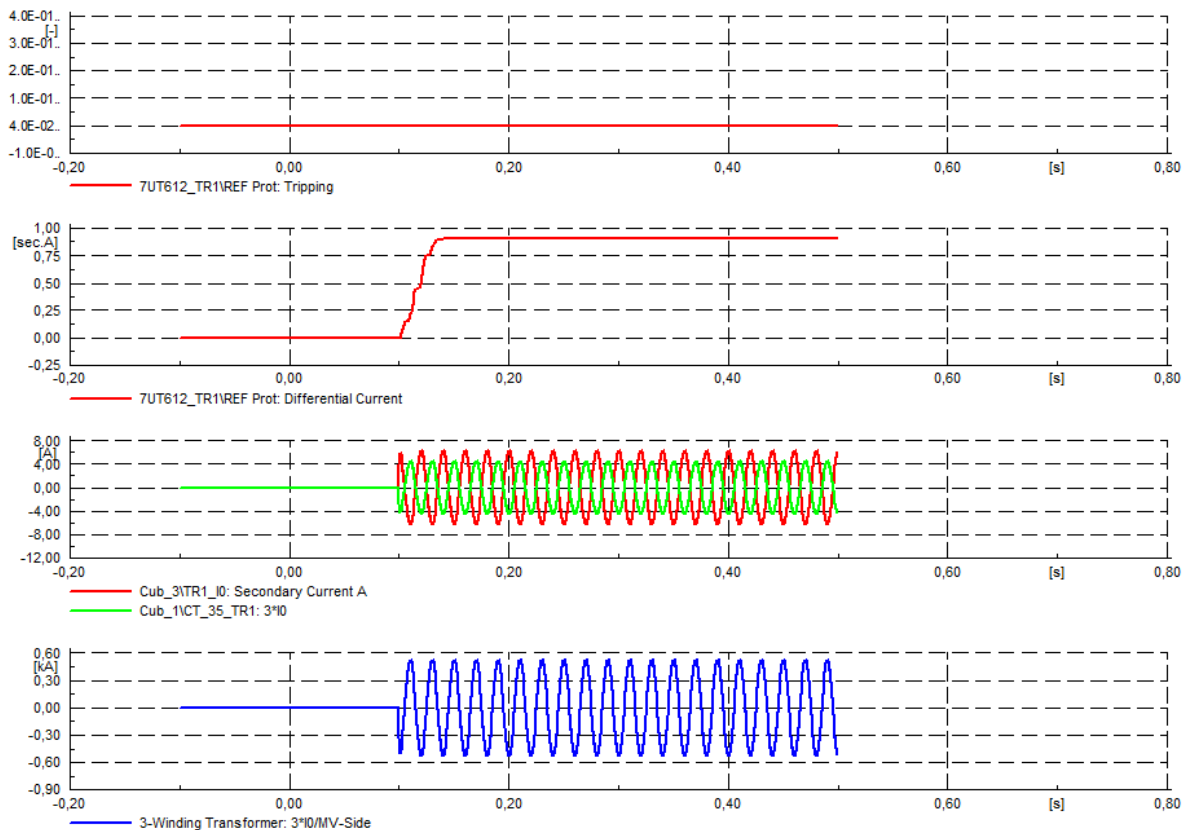 4.0E-01..
[-]
3.0E-01..
2.0E-01..
1.0E-01..
4.0E-02..
-1.0E-0..
-0,20 0,00 0,20 0,40 0,60 [s] 0,80
7UT612_TR1\REF Prot: Tripping
1,00
[sec.A]
0,75
0,50
0,25
0,00
-0,25
-0,20 0,00 0,20 0,40 0,60 [s] 0,80
7UT612_TR1\REF Prot: Differential Current
8,00
[A]
4,00
0,00
-4,00
-8,00
-12,00
-0,20 0,00 0,20 0,40 0,60 [s] 0,80
Cub_3\TR1_I0: Secondary Current A
Cub_1\CT_35_TR1: 3*I0
0,60
[kA]
0,30
0,00
-0,30
-0,60
-0,90
-0,20 0,00 0,20 0,40 0,60 [s] 0,80
3-Winding Transformer: 3*I0/MV-Side